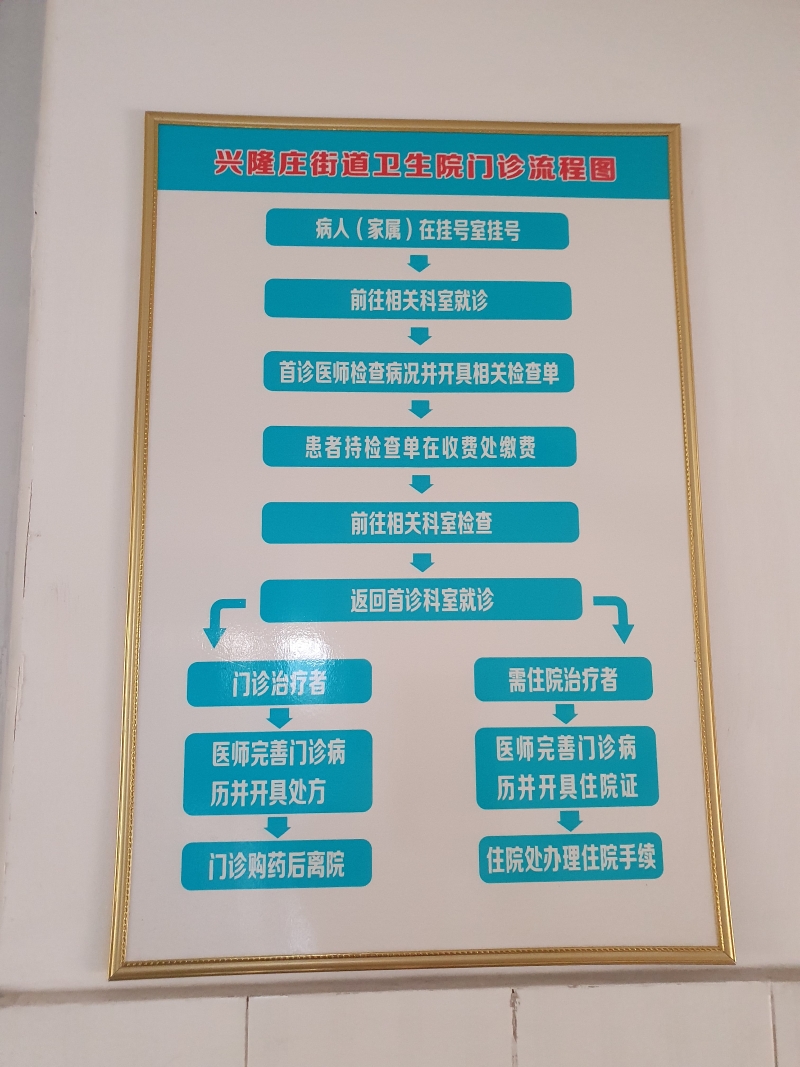 兴隆庄街道卫生院门诊流程图
病人（家属）在挂号室挂号
前往相关科室就诊
首诊医师检查病况并开具相关检查单
患者持检查单在收费处缴费
前往相关科室检查
返回首诊科室就诊
门诊治疗者
医师完善门诊病
历并开具处方
门诊购药后离院
需住院治疗者
医师完善门诊病
历并开具住院证
住院处办理住院手续